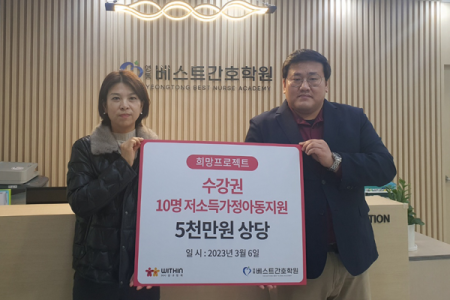 베스트간호학원
YEONGTONG BEST NURSE ACADEMY
희망프로젝트
수강권
10명 저소득가정아동지원
5천만원 상당
일 시 : 2023년 3월 6일
WITHIN
베스트간호학원